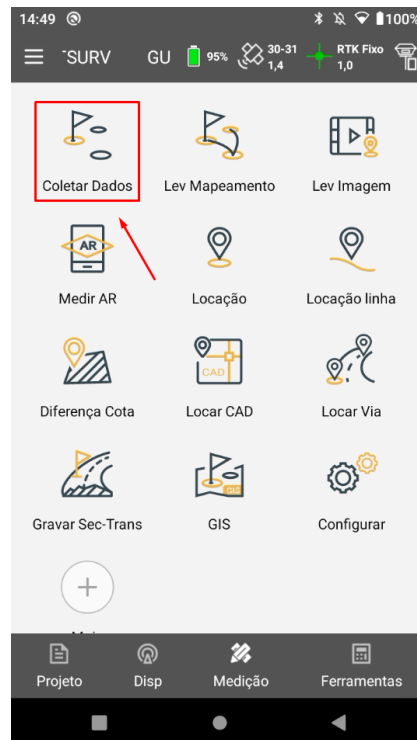 14:49 100%
-SURV GU 95% 30-31 1,4 RTK Fixo 1,0
Coletar Dados Lev Mapeamento Lev Imagem
AR
Medir AR Locação Locação linha
CAD
Diferença Cota Locar CAD Locar Via
Gravar Sec-Trans GIS Configurar
Projeto Disp Medição Ferramentas